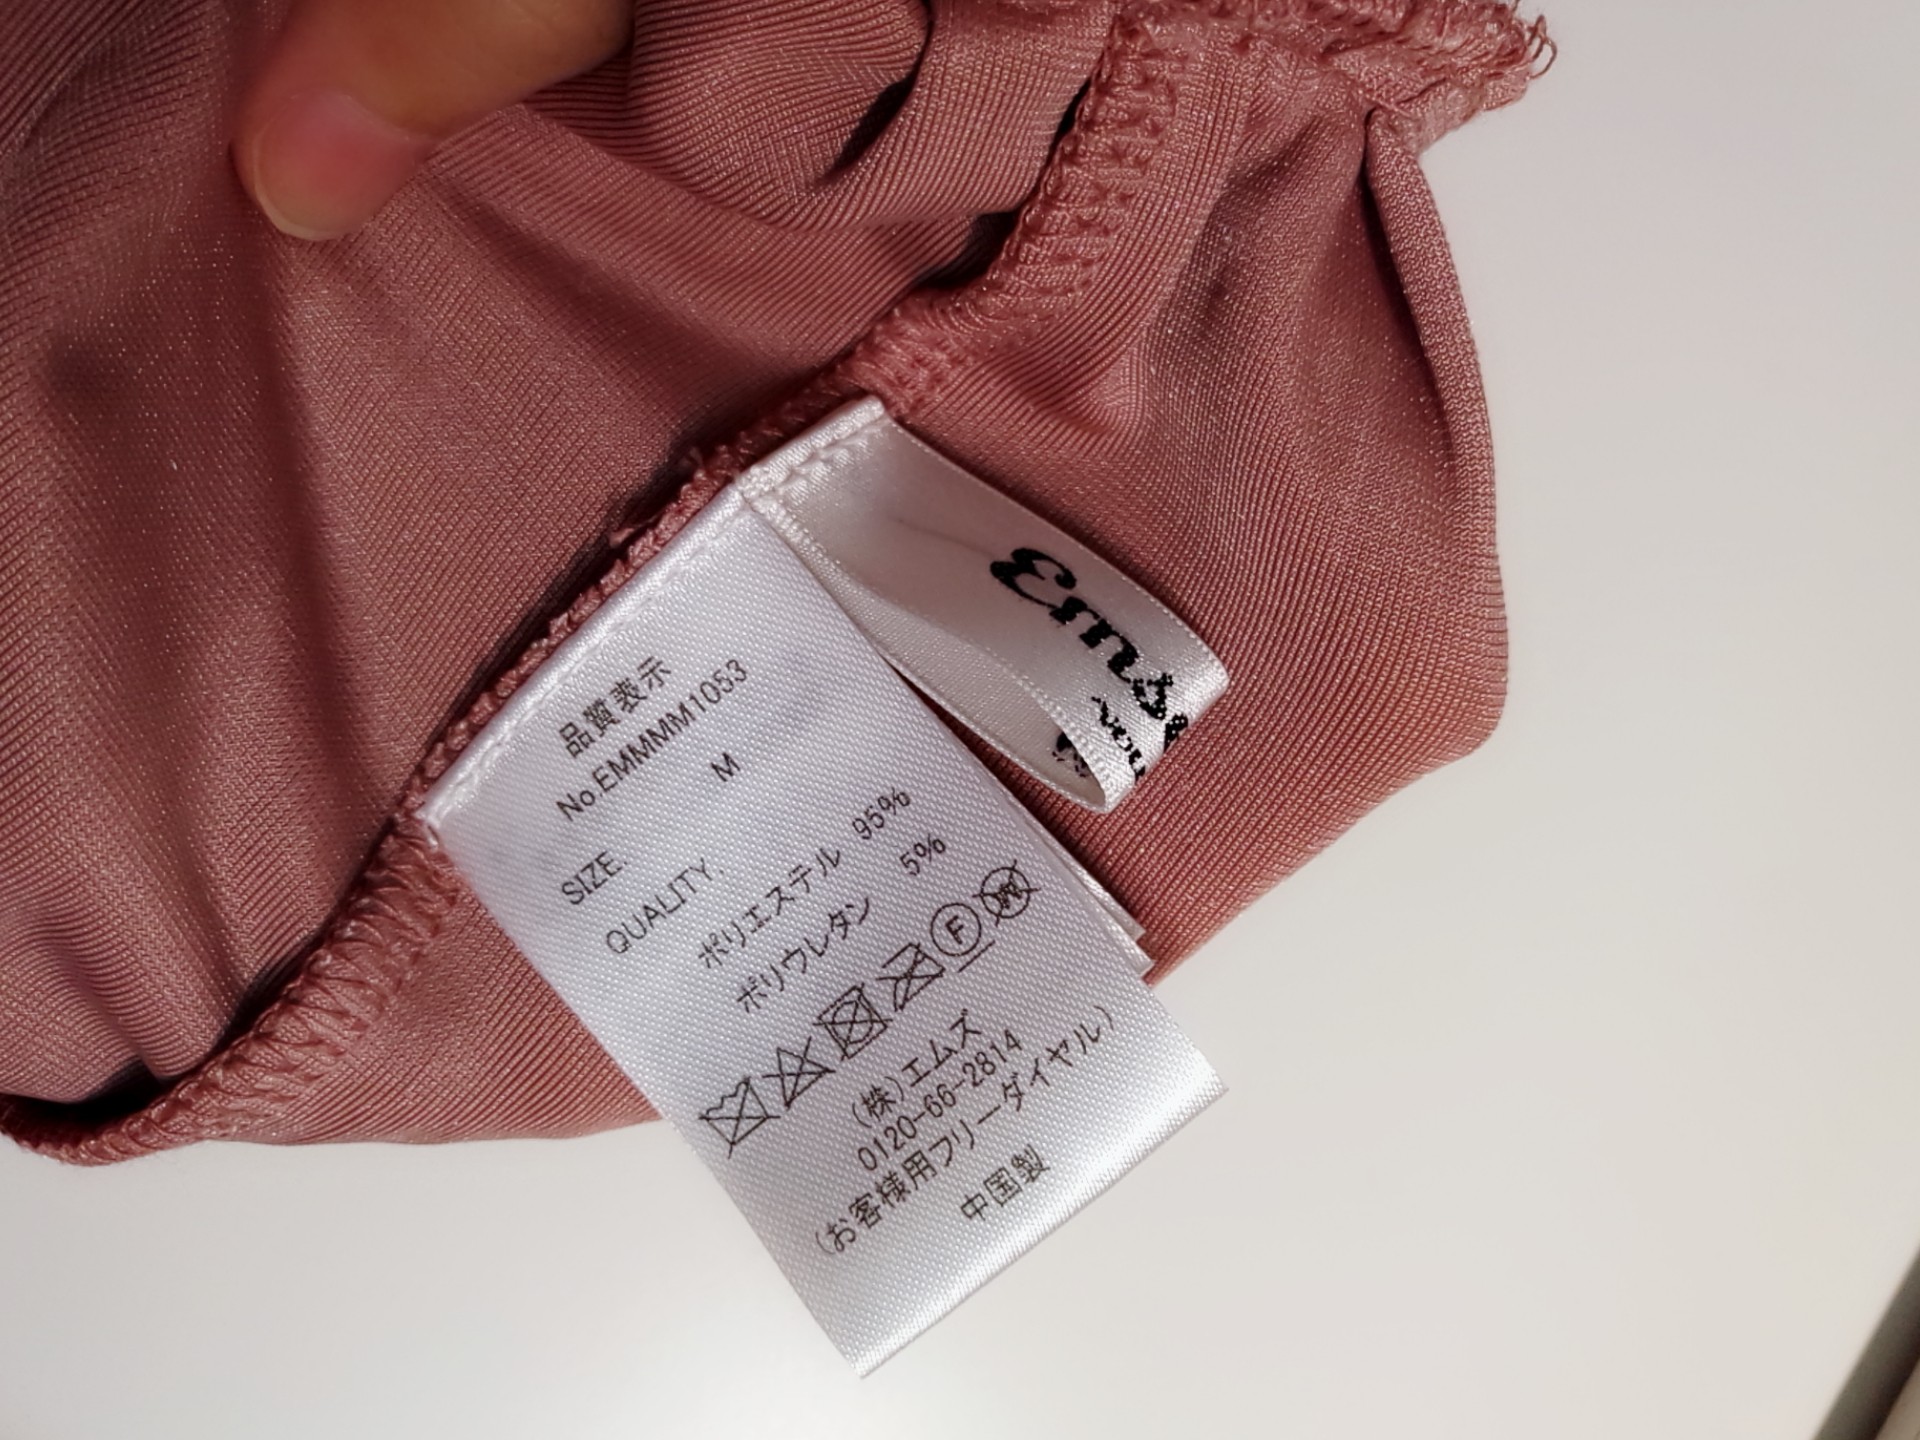 品質表示
No.EMMMM1053
SIZE. M
QUALITY.
ポリエステル 95%
ポリウレタン 5%
F
(株)エムズ
0120-66-2814
(お客様用フリーダイヤル)
中国製